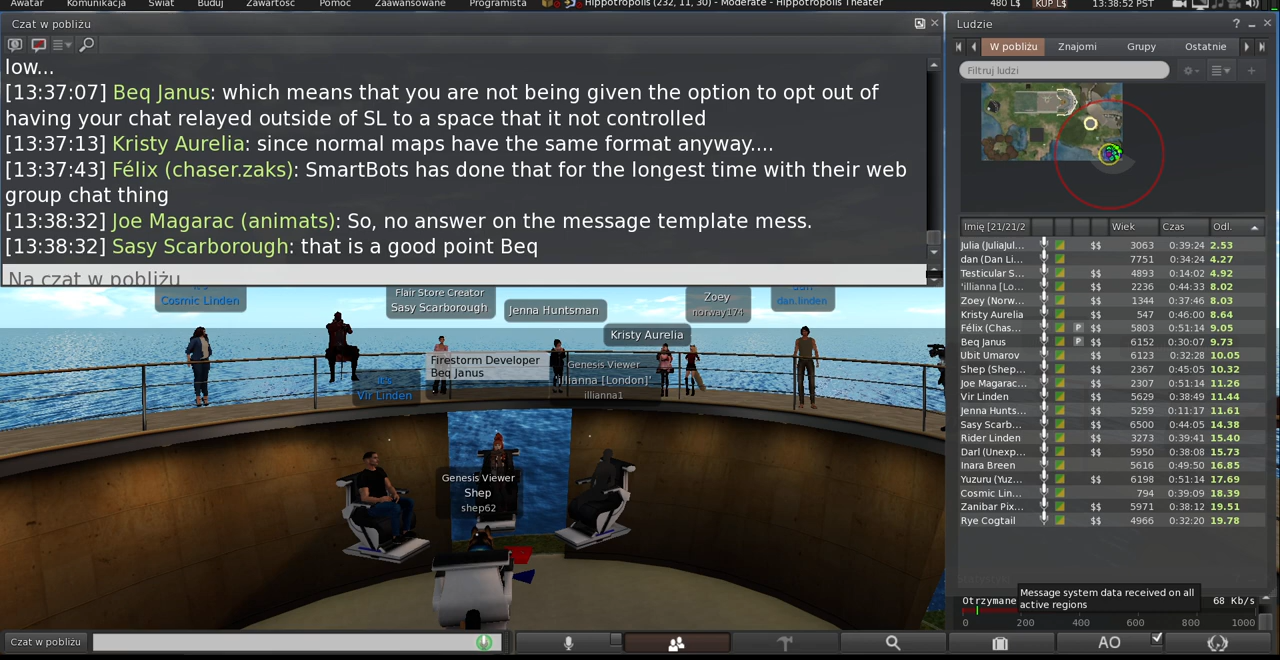 Awatar Komunikacja Świat Buduj Zawartość Pomoc Zaawansowane Programista Hippotropolis (232, 11, 30) - Moderate - Hippotropolis Theater 480 L$ KUP L$ 13:38:52 PST
Czat w pobliżu
low...
[13:37:07] Beq Janus: which means that you are not being given the option to opt out of
having your chat relayed outside of SL to a space that it not controlled
[13:37:13] Kristy Aurelia: since normal maps have the same format anyway....
[13:37:43] Félix (chaser.zaks): SmartBots has done that for the longest time with their web
group chat thing
[13:38:32] Joe Magarac (animats): So, no answer on the message template mess.
[13:38:32] Sasy Scarborough: that is a good point Beq
Na czat w pobliżu
Cosmic Linden
Flair Store Creator
Sasy Scarborough
Jenna Huntsman
Zoey
norway174
dan.linden
Kristy Aurelia
Firestorm Developer
Beq Janus
Genesis Viewer
'illianna [London]'
illianna1
Vir Linden
Genesis Viewer
Shep
shep62
Czat w pobliżu
Ludzie
? _ ×
W pobliżu Znajomi Grupy Ostatnie
Filtruj ludzi
Imię [21/21/2 Wiek Czas Odl.
Julia (JuliaJul... $$ 3063 0:39:24 2.53
dan (Dan Li... 7751 0:34:24 4.27
Testicular S... $$ 4893 0:14:02 4.92
'illianna [Lo... $$ 2236 0:44:33 8.02
Zoey (Norw... $$ 1344 0:37:46 8.03
Kristy Aurelia 547 0:46:00 8.64
Félix (Chas... P $$ 5803 0:51:14 9.05
Beq Janus P $$ 6152 0:30:07 9.73
Ubit Umarov $$ 6123 0:32:28 10.05
Shep (Shep... $$ 2367 0:45:05 10.32
Joe Magarac... $$ 2307 0:51:14 11.26
Vir Linden $$ 5629 0:38:49 11.44
Jenna Hunts... $$ 5259 0:11:17 11.61
Sasy Scarb... $$ 6500 0:44:05 14.38
Rider Linden $$ 3273 0:39:41 15.40
Darl (Unexp... $$ 5950 0:38:08 15.73
Inara Breen 5616 0:49:50 16.85
Yuzuru (Yuz... $$ 6198 0:51:14 17.69
Cosmic Lin... 794 0:39:09 18.39
Zanibar Pix... $$ 5971 0:38:12 19.51
Rye Cogtail $$ 4966 0:32:20 19.78
Message system data received on all
active regions
Otrzymane 68 Kb/s
0 200 400 600 800 1000
AO